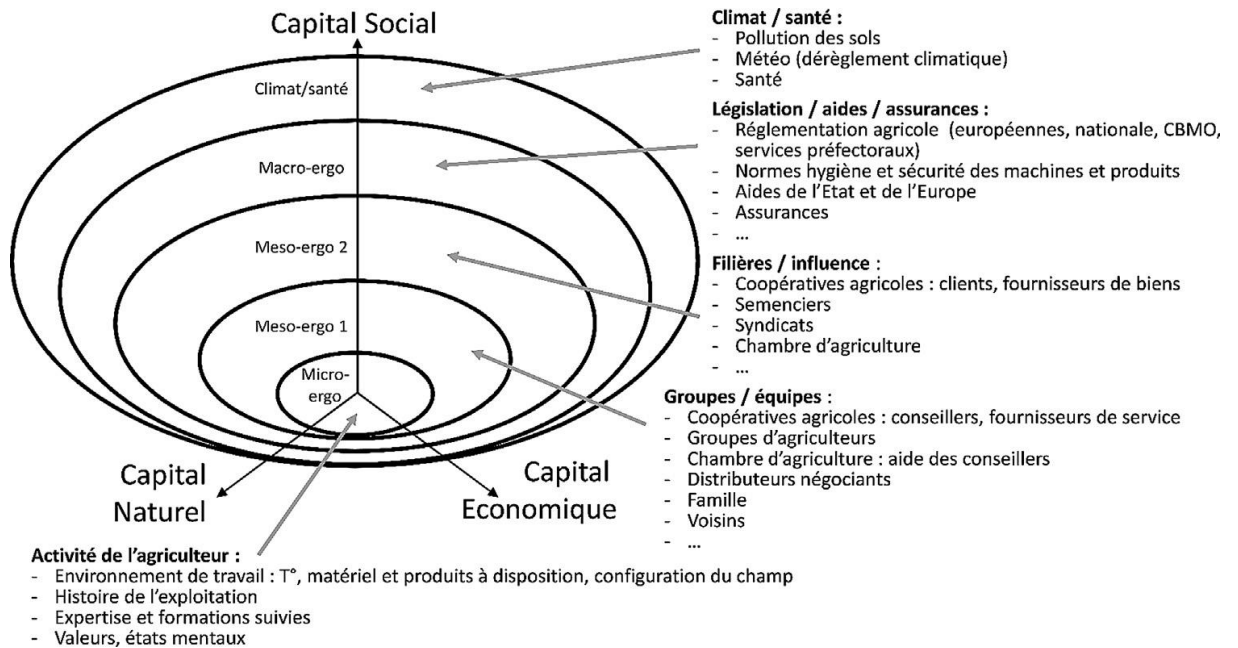 Capital Social
Climat/santé
Macro-ergo
Meso-ergo 2
Meso-ergo 1
Micro-
ergo
Capital
Naturel
Capital
Economique
Climat / santé :
- Pollution des sols
- Météo (dérèglement climatique)
- Santé
Législation / aides / assurances :
- Réglementation agricole (européennes, nationale, CBMO,
services préfectoraux)
- Normes hygiène et sécurité des machines et produits
- Aides de l'Etat et de l'Europe
- Assurances
- ...
Filières / influence :
- Coopératives agricoles : clients, fournisseurs de biens
- Semenciers
- Syndicats
- Chambre d'agriculture
- ...
Groupes / équipes :
- Coopératives agricoles : conseillers, fournisseurs de service
- Groupes d'agriculteurs
- Chambre d'agriculture : aide des conseillers
- Distributeurs négociants
- Famille
- Voisins
- ...
Activité de l'agriculteur :
- Environnement de travail : T°, matériel et produits à disposition, configuration du champ
- Histoire de l'exploitation
- Expertise et formations suivies
- Valeurs, états mentaux